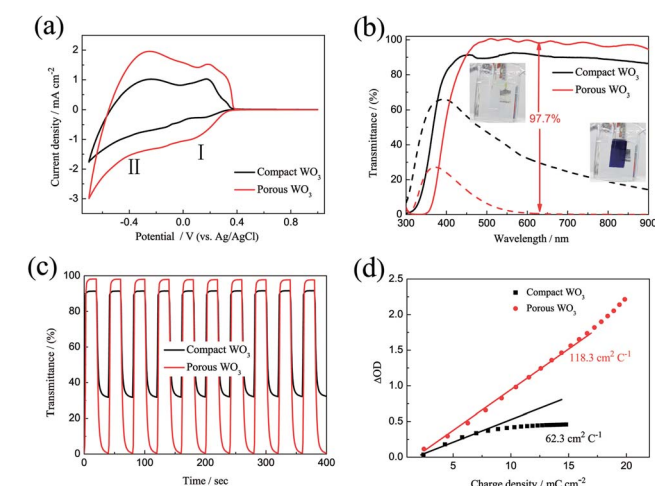 (a)
2
1
0
-1
-2
-3
Current density / mA cm⁻²
II
I
Compact WO₃
Porous WO₃
-0.4 0.0 0.4 0.8
Potential / V (vs. Ag/AgCl)
(b)
100
80
60
40
20
0
Transmittance / (%)
Compact WO₃
Porous WO₃
97.7%
300 400 500 600 700 800 900
Wavelength / nm
(c)
100
80
60
40
20
0
Transmittance / (%)
Compact WO₃
Porous WO₃
0 100 200 300 400
Time / sec
(d)
2.5
2.0
1.5
1.0
0.5
0.0
ΔOD
Compact WO₃
Porous WO₃
118.3 cm² C⁻¹
62.3 cm² C⁻¹
5 10 15 20
Charge density / mC cm⁻²